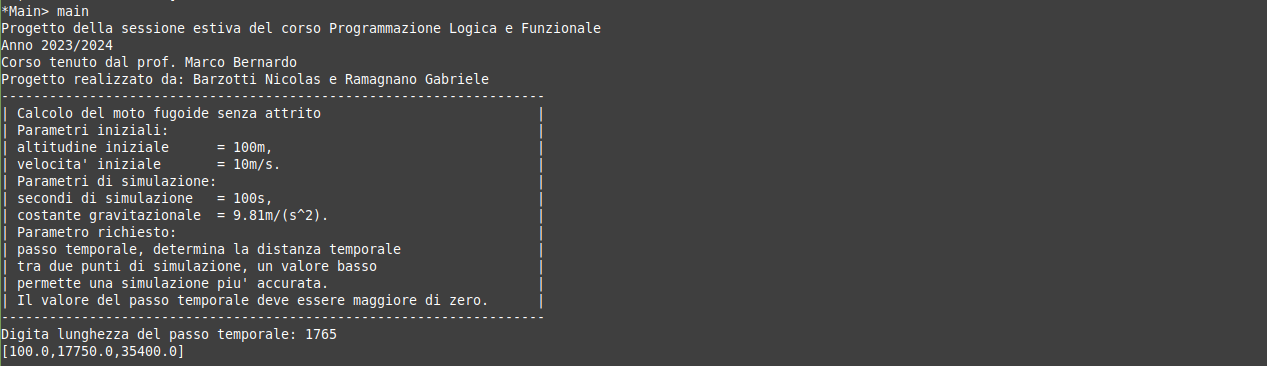 *Main> main
Progetto della sessione estiva del corso Programmazione Logica e Funzionale
Anno 2023/2024
Corso tenuto dal prof. Marco Bernardo
Progetto realizzato da: Barzotti Nicolas e Ramagnano Gabriele
--------------------------------------------------------------------
| Calcolo del moto fugoide senza attrito                           |
| Parametri iniziali:                                              |
| altitudine iniziale      = 100m,                                 |
| velocita' iniziale       = 10m/s.                                |
| Parametri di simulazione:                                        |
| secondi di simulazione   = 100s,                                 |
| costante gravitazionale  = 9.81m/(s^2).                          |
| Parametro richiesto:                                             |
| passo temporale, determina la distanza temporale                 |
| tra due punti di simulazione, un valore basso                    |
| permette una simulazione piu' accurata.                          |
| Il valore del passo temporale deve essere maggiore di zero.      |
--------------------------------------------------------------------
Digita lunghezza del passo temporale: 1765
[100.0,17750.0,35400.0]